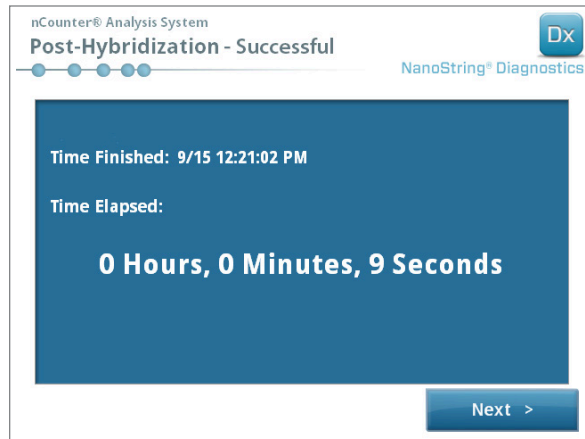 nCounter® Analysis System
Post-Hybridization - Successful
Dx
NanoString® Diagnostics
Time Finished: 9/15 12:21:02 PM
Time Elapsed:
0 Hours, 0 Minutes, 9 Seconds
Next >